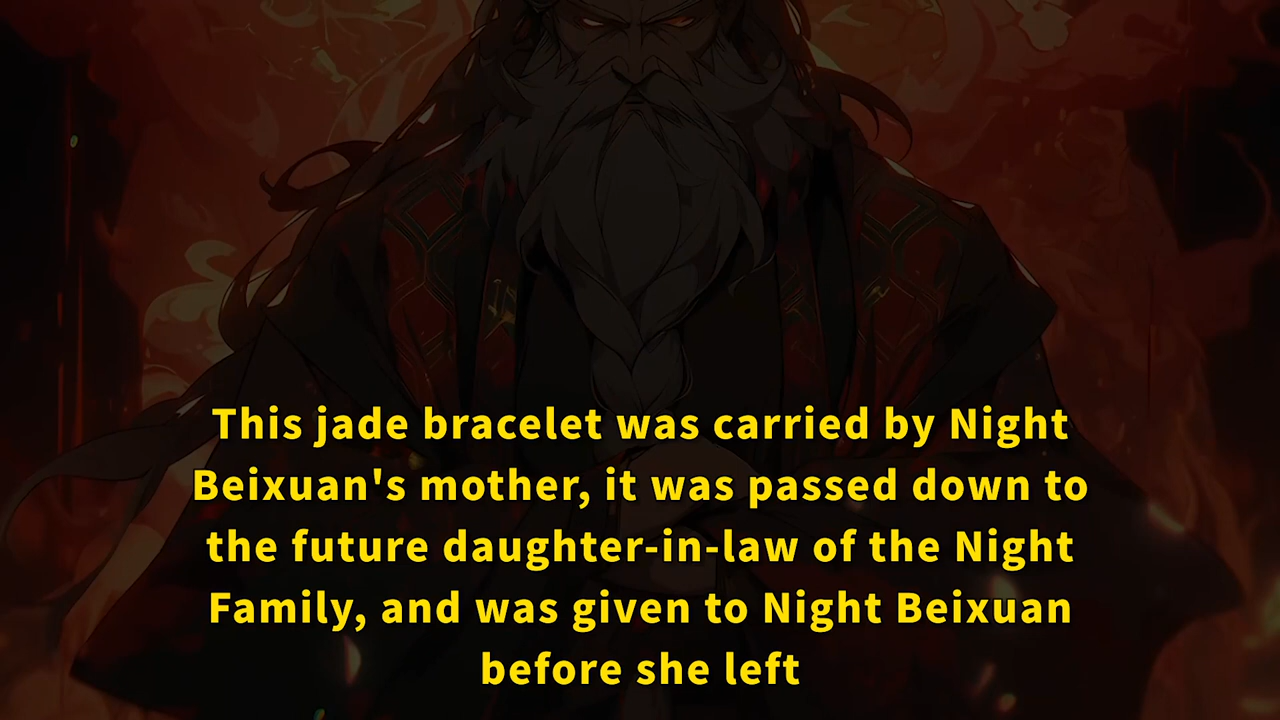 This jade bracelet was carried by Night
Beixuan's mother, it was passed down to
the future daughter-in-law of the Night
Family, and was given to Night Beixuan
before she left